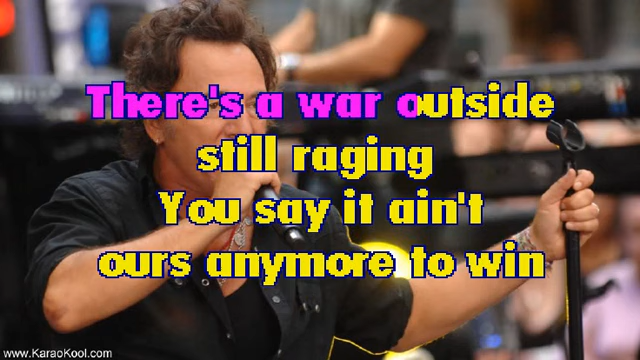 There's a war outside
still raging
You say it ain't
ours anymore to win
www.KaraoKool.com